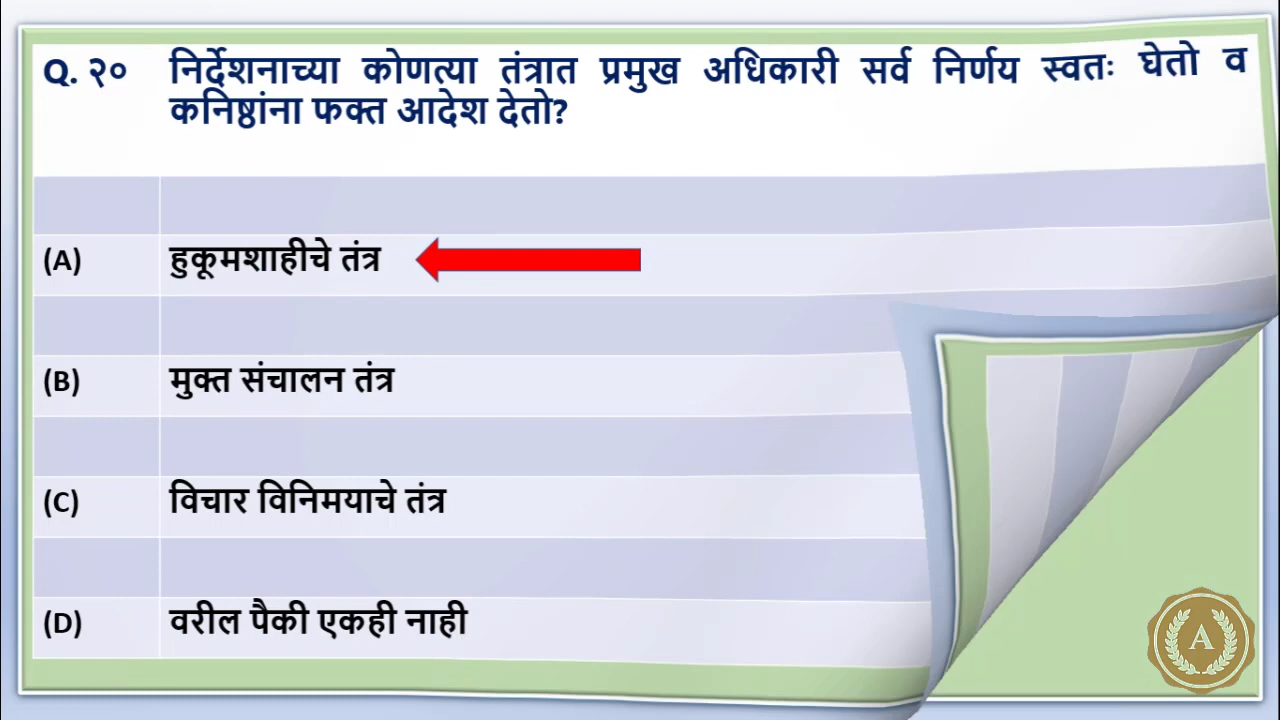 Q. २० निर्देशनाच्या कोणत्या तंत्रात प्रमुख अधिकारी सर्व निर्णय स्वतः घेतो व
कनिष्ठांना फक्त आदेश देतो?
(A) हुकूमशाहीचे तंत्र
(B) मुक्त संचालन तंत्र
(C) विचार विनिमयाचे तंत्र
(D) वरील पैकी एकही नाही
A